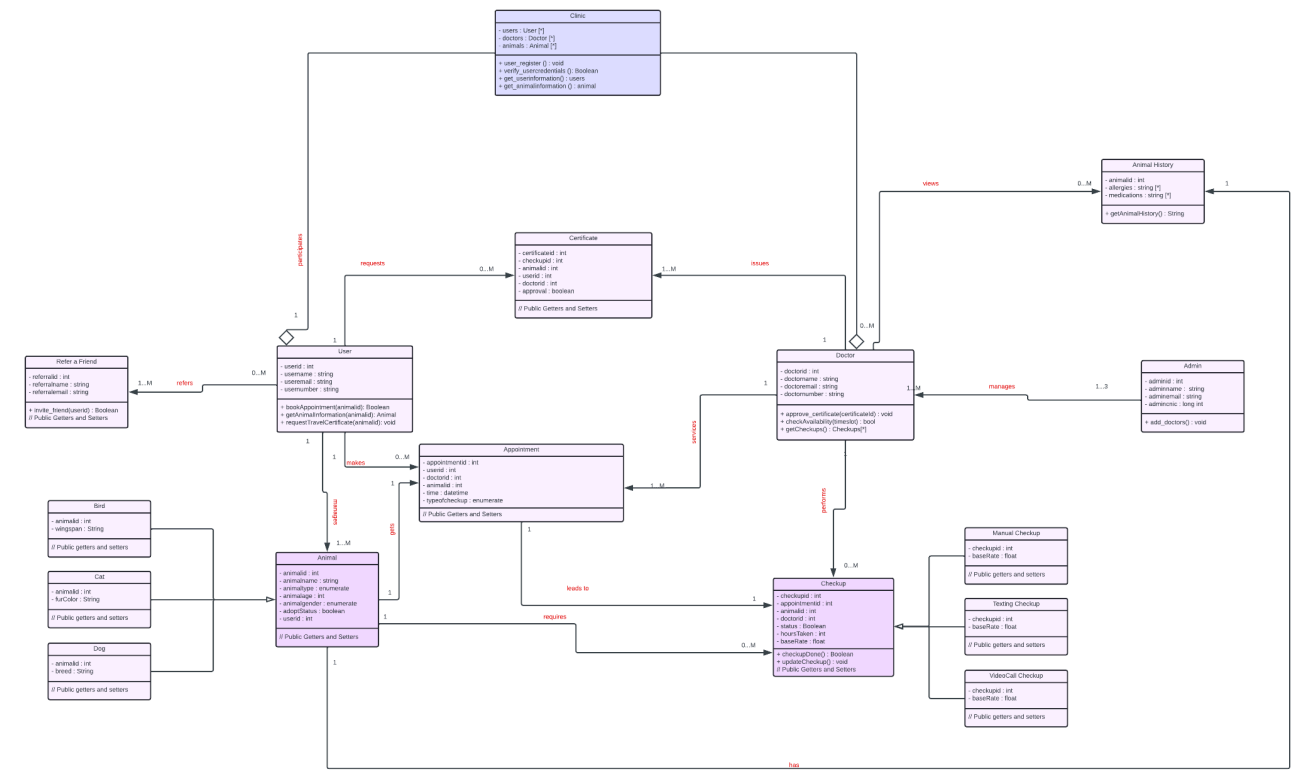 Clinic
- users : User [*]
- doctors : Doctor [*]
- animals : Animal [*]
+ user_register () : void
+ verify_usercredentials (): Boolean
+ get_userinformation() : users
+ get_animalinformation () : animal
participates
1
0...M
Animal History
- animalid : int
- allergies : string [*]
- medications : string [*]
+ getAnimalHistory() : String
views
0...M
1
Certificate
- certificateId : int
- checkupid : int
- animalid : int
- userid : int
- doctorid : int
- approval : boolean
// Public Getters and Setters
requests
0...M
1
issues
1...M
1
Refer a Friend
- referralid : int
- referralname : string
- referralemail : string
+ invite_friend(userid) : Boolean
// Public Getters and Setters
1...M
refers
0...M
User
- userid : int
- username : string
- useremail : string
- usernumber : string
+ bookAppointment(animalid): Boolean
+ getAnimalInformation(animalid): Animal
+ requestTravelCertificate(animalid): void
Doctor
- doctorid : int
- doctorname : string
- doctoremail : string
- doctornumber : string
+ approve_certificate(certificateId) : void
+ checkAvailability(timeslot) : bool
+ getCheckups() : Checkups[*]
1...M
manages
1...3
Admin
- adminid : int
- adminname : string
- adminemail : string
- admincnic : long int
+ add_doctors() : void
1
services
1...M
1
1
makes
0...M
Appointment
- appointmentid : int
- userid : int
- doctorid : int
- animalid : int
- time : datetime
- typeofcheckup : enumerate
// Public Getters and Setters
manages
1...M
1
gets
1
1
performs
0...M
Bird
- animalid : int
- wingspan : String
// Public getters and setters
Cat
- animalid : int
- furColor : String
// Public getters and setters
Dog
- animalid : int
- breed : String
// Public getters and setters
Animal
- animalid : int
- animalname : string
- animaltype : enumerate
- animalage : int
- animalgender : enumerate
- adoptStatus : boolean
- userid : int
// Public Getters and Setters
1
leads to
1
1
requires
0...M
Checkup
- checkupid : int
- appointmentid : int
- animalid : int
- doctorid : int
- status : Boolean
- hoursTaken : int
- baseRate : float
+ checkupDone() : Boolean
+ updateCheckup() : void
// Public Getters and Setters
Manual Checkup
- checkupid : int
- baseRate : float
// Public getters and setters
Texting Checkup
- checkupid : int
- baseRate : float
// Public getters and setters
VideoCall Checkup
- checkupid : int
- baseRate : float
// Public getters and setters
1
has